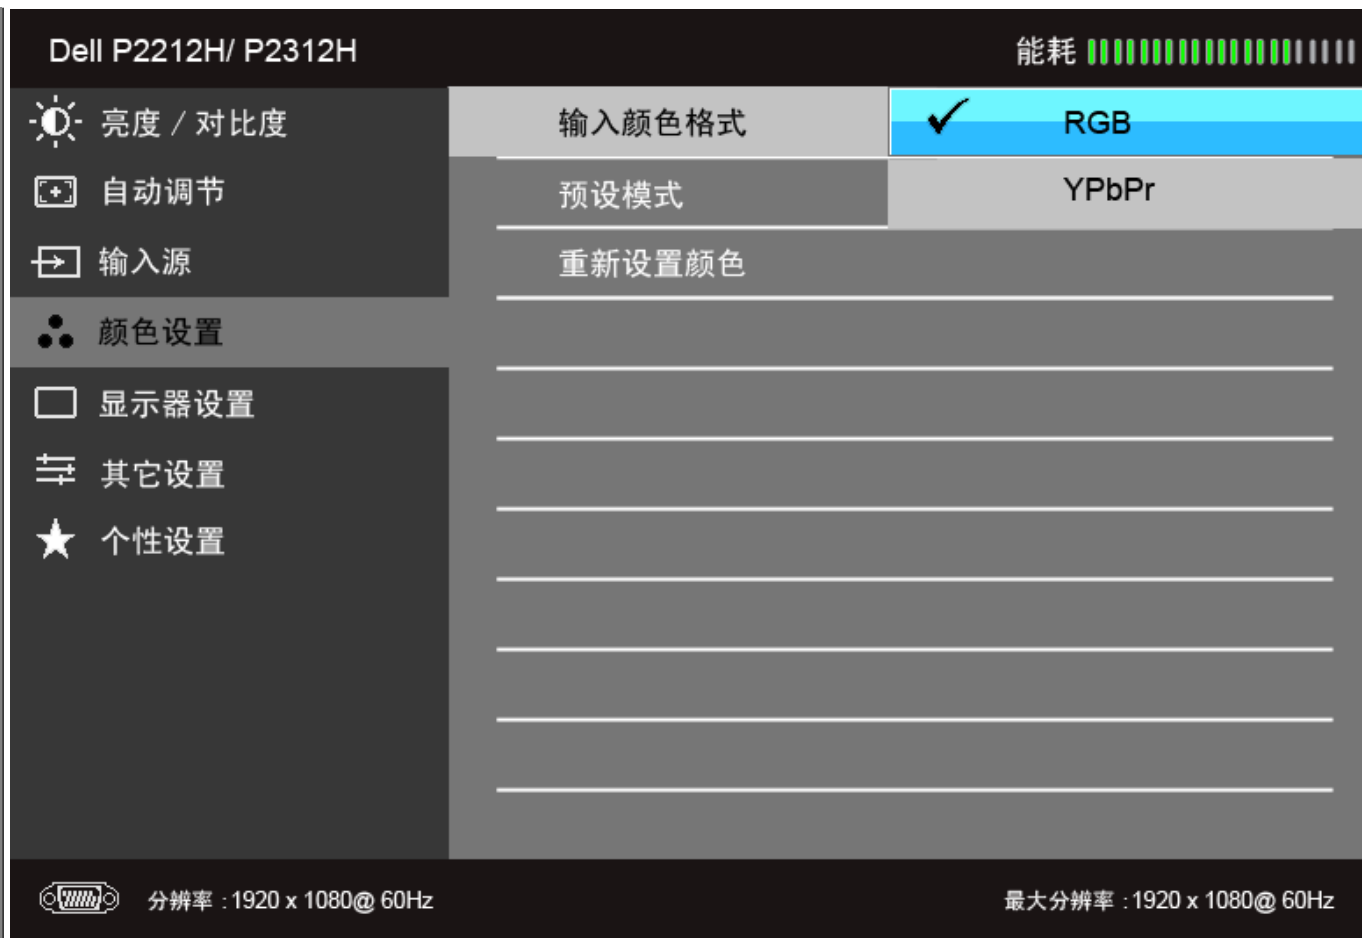 Dell P2212H/ P2312H
能耗
亮度 / 对比度
输入颜色格式
RGB
自动调节
预设模式
YPbPr
输入源
重新设置颜色
颜色设置
显示器设置
其它设置
个性设置
分辨率 : 1920 x 1080@ 60Hz
最大分辨率 : 1920 x 1080@ 60Hz